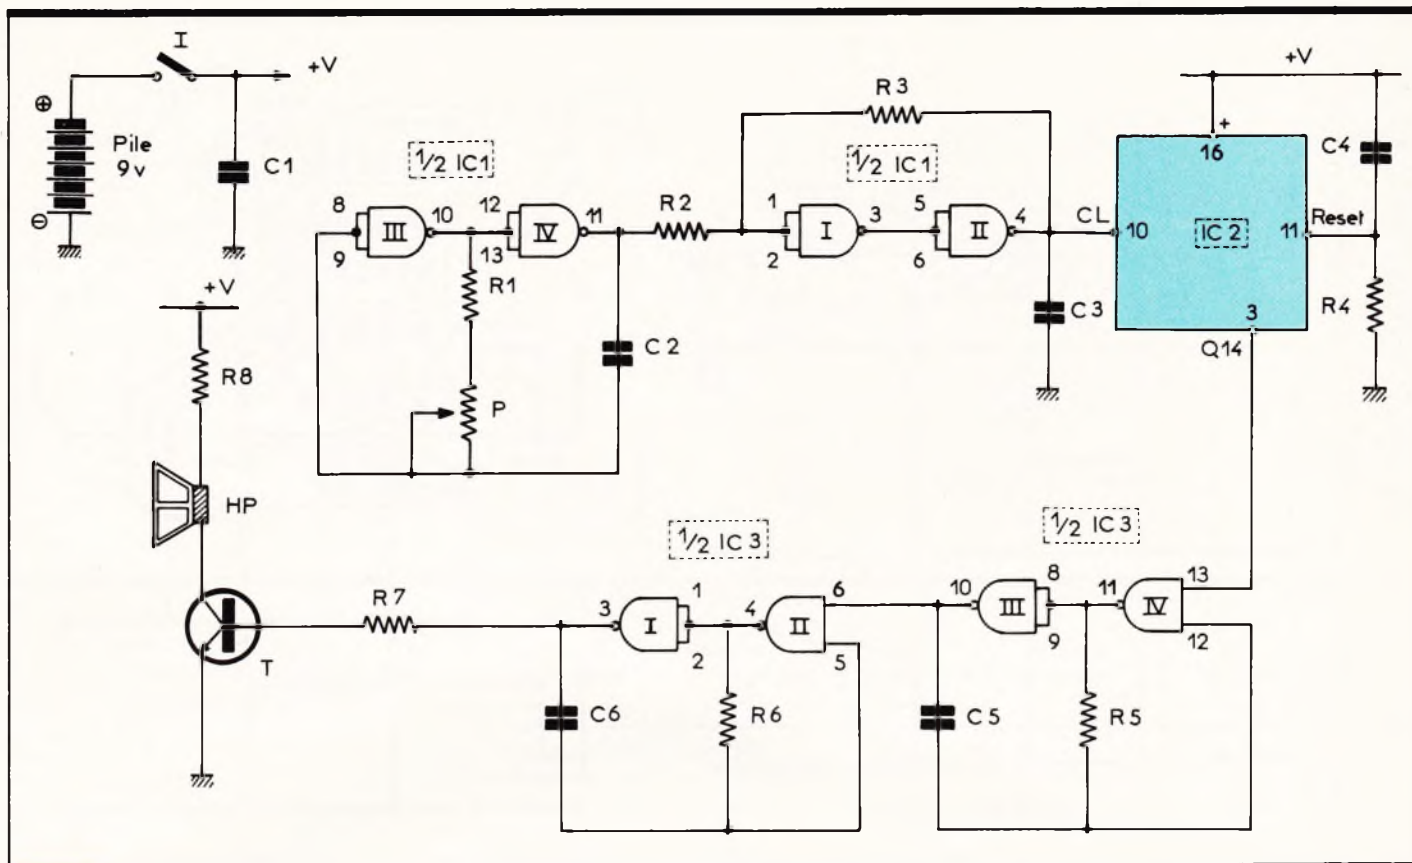 I
+V
⊕
Pile
9v
⊖
C1
½ IC1
8
9
III
10
12
13
IV
11
R1
P
C2
R2
R3
½ IC1
1
2
I
3
5
6
II
4
C3
CL
+V
+
16
10
IC2
11
Reset
3
Q14
C4
R4
+V
R8
HP
T
R7
½ IC3
3
I
1
2
4
II
6
5
C6
R6
½ IC3
10
III
8
9
11
IV
13
12
C5
R5